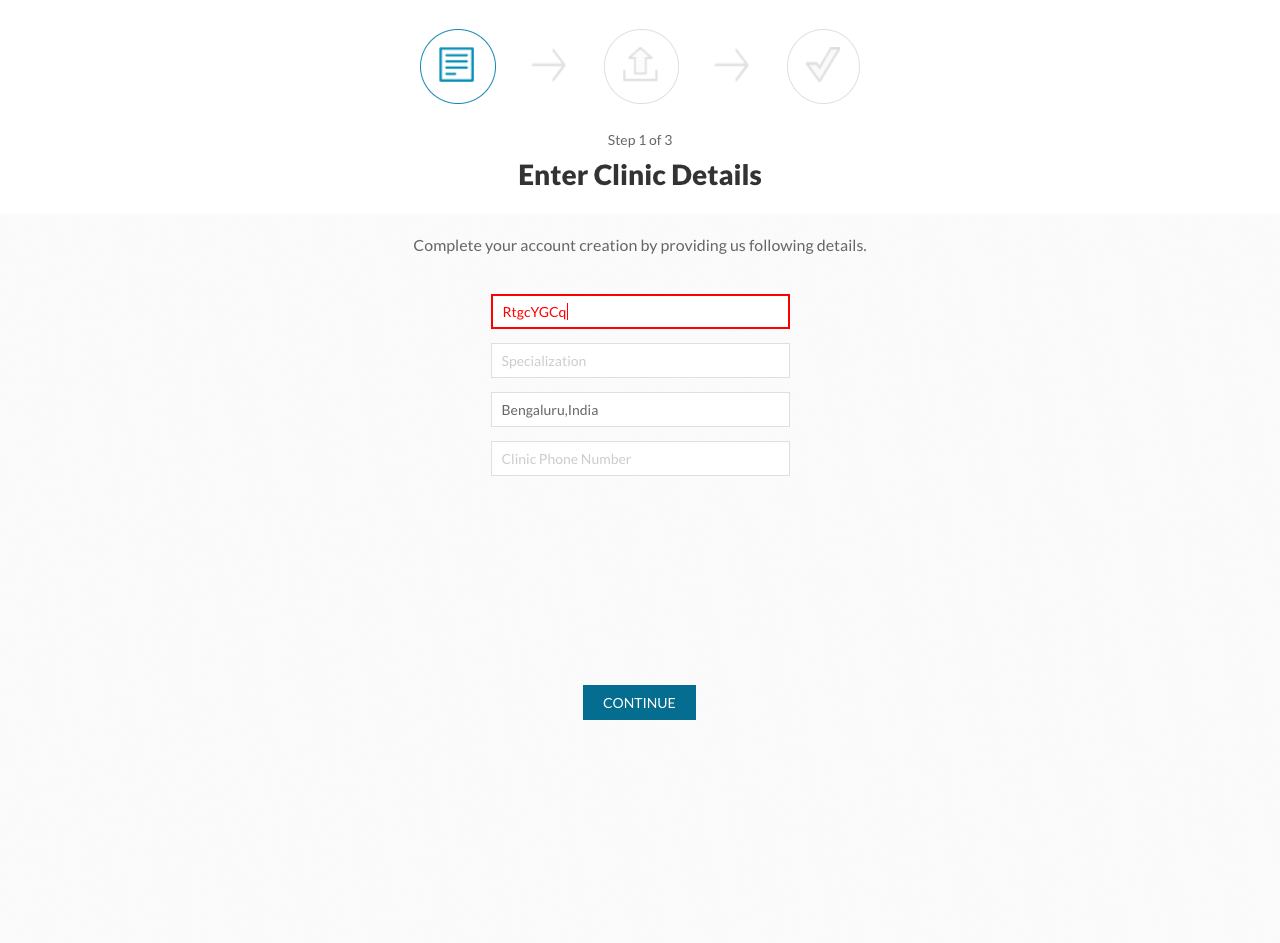 Step 1 of 3
Enter Clinic Details
Complete your account creation by providing us following details.
RtgcYGCq
Specialization
Bengaluru,India
Clinic Phone Number
CONTINUE